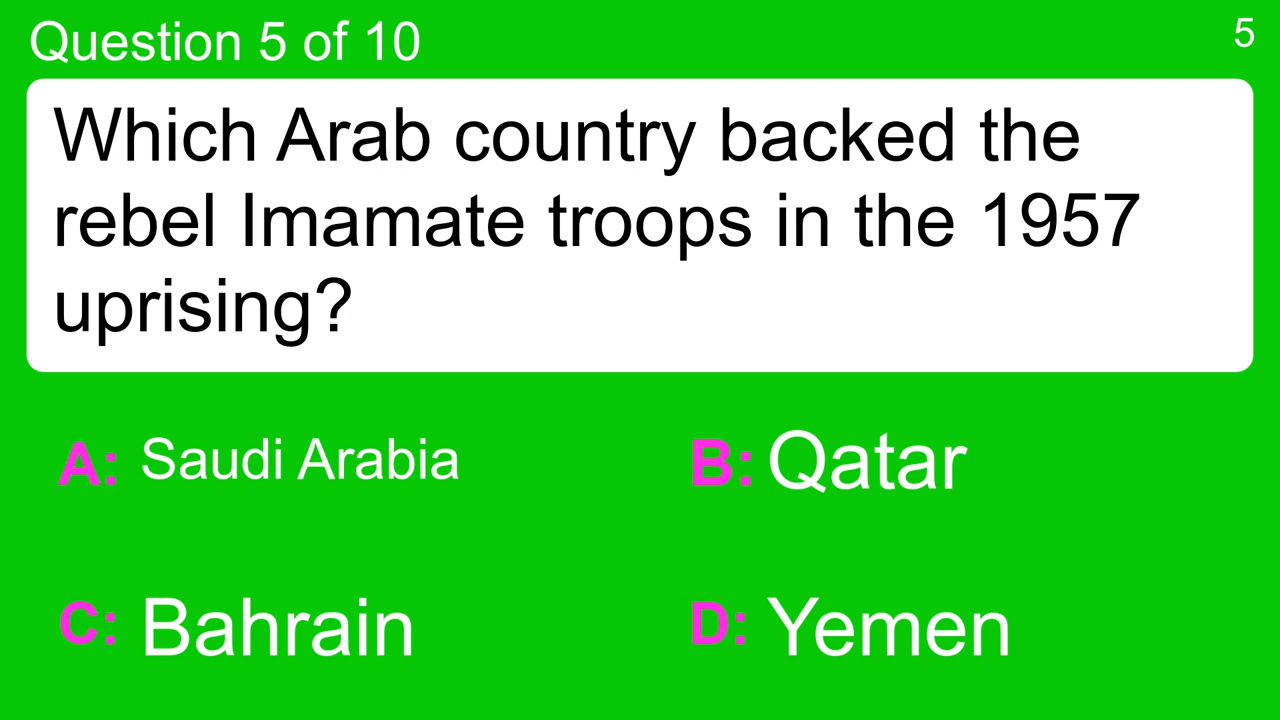 Question 5 of 10
5
Which Arab country backed the
rebel Imamate troops in the 1957
uprising?
A: Saudi Arabia
B: Qatar
C: Bahrain
D: Yemen